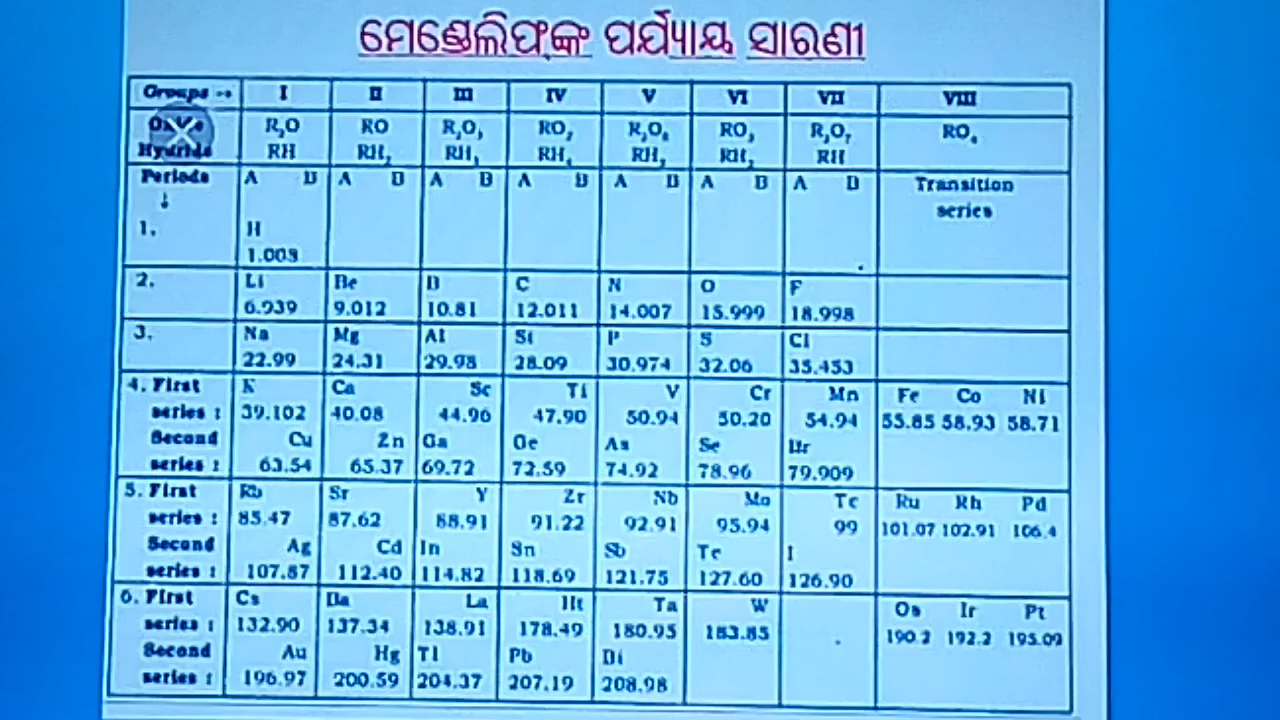 ମେଣ୍ଡେଲିଫ୍‌ଙ୍କ ପର୍ଯ୍ୟାୟ ସାରଣୀ
Groups → I II III IV V VI VII VIII
Hydride R₂O RO R₂O₃ RO₂ R₂O₅ RO₃ R₂O₇ RO₄
RH RH₂ RH₃ RH₄ RH₃ RH₂ RH
Periods ↓ A B A B A B A B A B A B A B Transition series
1. H
1.008
2. Li Be B C N O F
6.939 9.012 10.81 12.011 14.007 15.999 18.998
3. Na Mg Al Si P S Cl
22.99 24.31 29.98 28.09 30.974 32.06 35.453
4. First K Ca Sc Ti V Cr Mn Fe Co Ni
series : 39.102 40.08 44.96 47.90 50.94 50.20 54.94 55.85 58.93 58.71
Second Cu Zn Ga Ge As Se Br
series : 63.54 65.37 69.72 72.59 74.92 78.96 79.909
5. First Rb Sr Y Zr Nb Mo Tc Ru Rh Pd
series : 85.47 87.62 88.91 91.22 92.91 95.94 99 101.07 102.91 106.4
Second Ag Cd In Sn Sb Te I
series : 107.87 112.40 114.82 118.69 121.75 127.60 126.90
6. First Cs Ba La Hf Ta W Os Ir Pt
series : 132.90 137.34 138.91 178.49 180.95 183.85 190.2 192.2 195.09
Second Au Hg Tl Pb Bi
series : 196.97 200.59 204.37 207.19 208.98